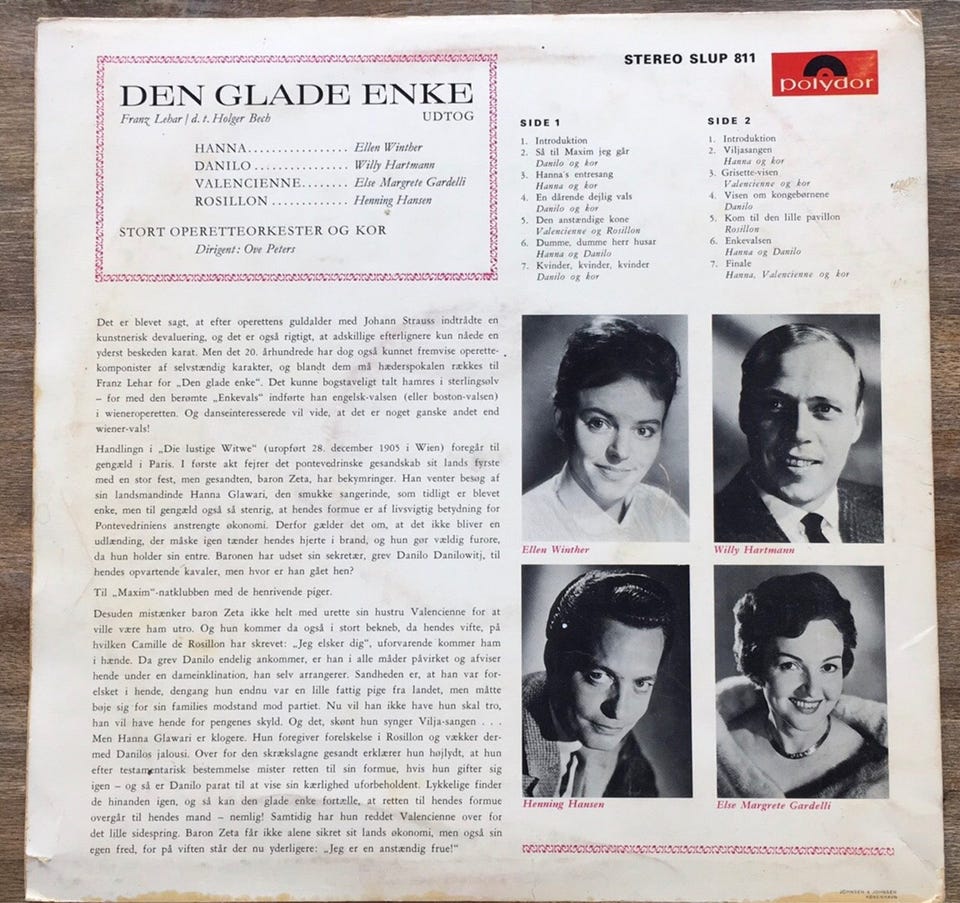 DEN GLADE ENKE
Franz Lehar / d. t. Holger Bech UDTOG
HANNA................. Ellen Winther
DANILO................. Willy Hartmann
VALENCIENNE........ Else Margrete Gardelli
ROSILLON............. Henning Hansen
STORT OPERETTEORKESTER OG KOR
Dirigent: Ove Peters
STEREO SLUP 811
polydor
SIDE 1
1. Introduktion
2. Så til Maxim jeg går
Danilo og kor
3. Hanna's entresang
Hanna og kor
4. En dårende dejlig vals
Danilo og kor
5. Den anstændige kone
Valencienne og Rosillon
6. Dumme, dumme herr husar
Hanna og Danilo
7. Kvinder, kvinder, kvinder
Danilo og kor
SIDE 2
1. Introduktion
2. Viljasangen
Hanna og kor
3. Grisette-visen
Valencienne og kor
4. Visen om kongebørnene
Danilo
5. Kom til den lille pavillon
Rosillon
6. Enkevalsen
Hanna og Danilo
7. Finale
Hanna, Valencienne og kor
Det er blevet sagt, at efter operettens guldalder med Johann Strauss indtrådte en
kunstnerisk devaluering, og det er også rigtigt, at adskillige efterlignere kun nåede en
yderst beskeden karat. Men det 20. århundrede har dog også kunnet fremvise operette-
komponister af selvstændig karakter, og blandt dem må hæderspokalen rækkes til
Franz Lehar for „Den glade enke“. Det kunne bogstaveligt talt hamres i sterlingsølv
– for med den berømte „Enkevals“ indførte han engelsk-valsen (eller boston-valsen)
i wieneroperetten. Og danseinteresserede vil vide, at det er noget ganske andet end
wiener-vals!
Handlingn i „Die lustige Witwe“ (uropført 28. december 1905 i Wien) foregår til
gengæld i Paris. I første akt fejrer det pontevedrinske gesandskab sit lands fyrste
med en stor fest, men gesandten, baron Zeta, har bekymringer. Han venter besøg af
sin landsmandinde Hanna Glawari, den smukke sangerinde, som tidligt er blevet
enke, men til gengæld også så stenrig, at hendes formue er af livsvigtig betydning for
Pontevedriniens anstrengte økonomi. Derfor gælder det om, at det ikke bliver en
udlænding, der måske igen tænder hendes hjerte i brand, og hun gør vældig furore,
da hun holder sin entre. Baronen har udset sin sekretær, grev Danilo Danilowitj, til
hendes opvartende kavaler, men hvor er han gået hen?
Til „Maxim“-natklubben med de henrivende piger.
Desuden mistænker baron Zeta ikke helt med urette sin hustru Valencienne for at
ville være ham utro. Og hun kommer da også i stort bekneb, da hendes vifte, på
hvilken Camille de Rosillon har skrevet: „Jeg elsker dig“, uforvarende kommer ham
i hænde. Da grev Danilo endelig ankommer, er han i alle måder påvirket og afviser
hende under en dameinklination, han selv arrangerer. Sandheden er, at han var for-
elsket i hende, dengang hun endnu var en lille fattig pige fra landet, men måtte
bøje sig for sin families modstand mod partiet. Nu vil han ikke have hun skal tro,
han vil have hende for pengenes skyld. Og det, skønt hun synger Vilja-sangen . . .
Men Hanna Glawari er klogere. Hun foregiver forelskelse i Rosillon og vækker der-
med Danilos jalousi. Over for den skrækslagne gesandt erklærer hun højlydt, at hun
efter testamentarisk bestemmelse mister retten til sin formue, hvis hun gifter sig
igen – og så er Danilo parat til at vise sin kærlighed uforbeholdent. Lykkelige finder
de hinanden igen, og så kan den glade enke fortælle, at retten til hendes formue
overgår til hendes mand – nemlig! Samtidig har hun reddet Valencienne over for
det lille sidespring. Baron Zeta får ikke alene sikret sit lands økonomi, men også sin
egen fred, for på viften står der nu yderligere: „Jeg er en anstændig frue!“
Ellen Winther
Willy Hartmann
Henning Hansen
Else Margrete Gardelli
JOHNSEN & JOHNSEN
KØBENHAVN